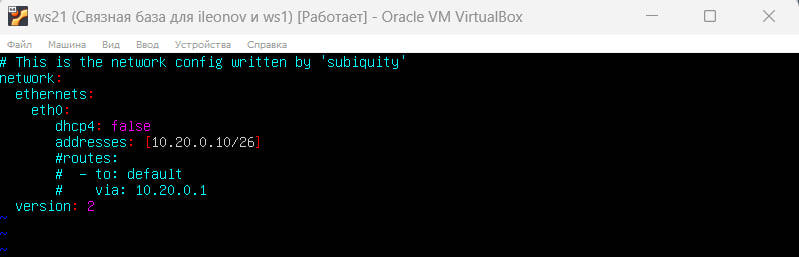 ws21 (Связная база для ileonov и ws1) [Работает] - Oracle VM VirtualBox
Файл Машина Вид Ввод Устройства Справка
# This is the network config written by 'subiquity'
network:
  ethernets:
    eth0:
       dhcp4: false
       addresses: [10.20.0.10/26]
       #routes:
       #  - to: default
       #    via: 10.20.0.1
  version: 2
~
~
~